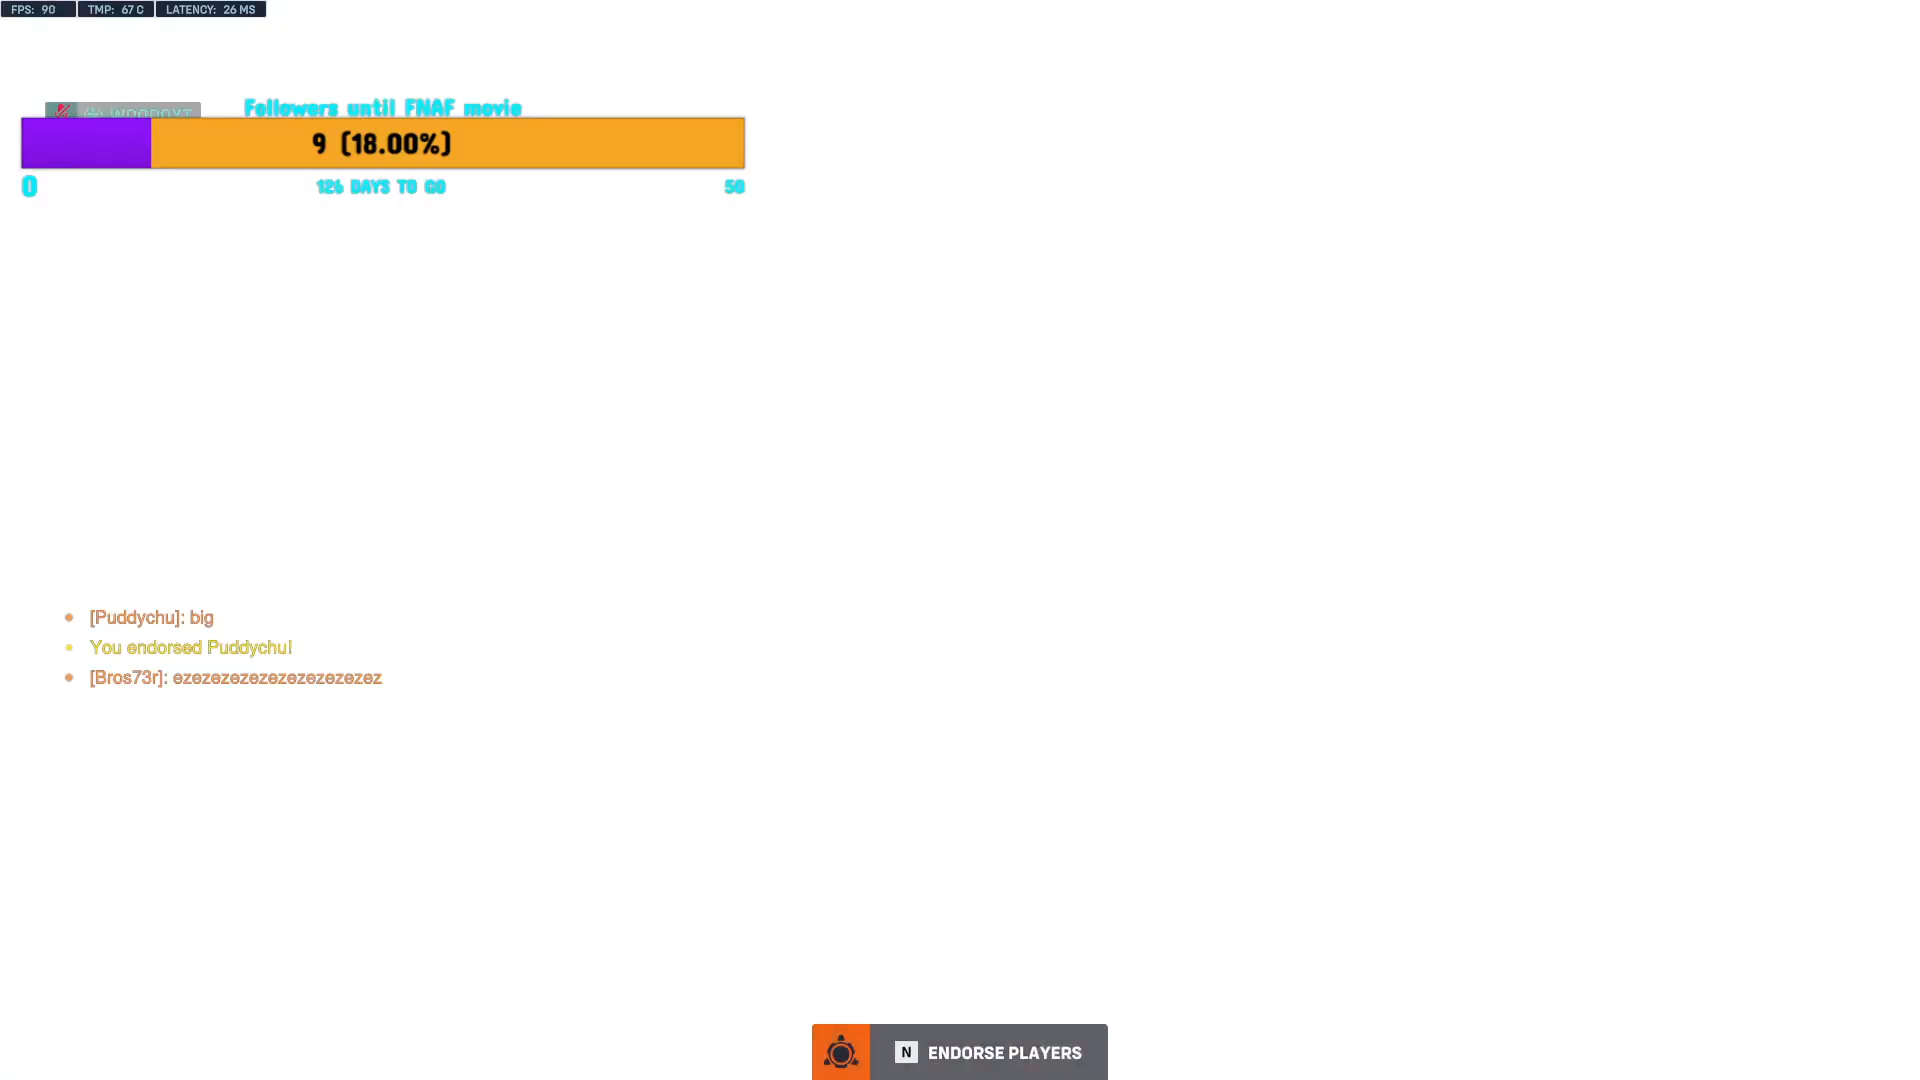 FPS: 90 TMP: 67 C LATENCY: 26 MS
Followers until FNAF movie
9 (18.00%)
0 126 DAYS TO GO 50
[Puddychu]: big
You endorsed Puddychu!
[Bros73r]: ezezezezezezezezezezez
N ENDORSE PLAYERS